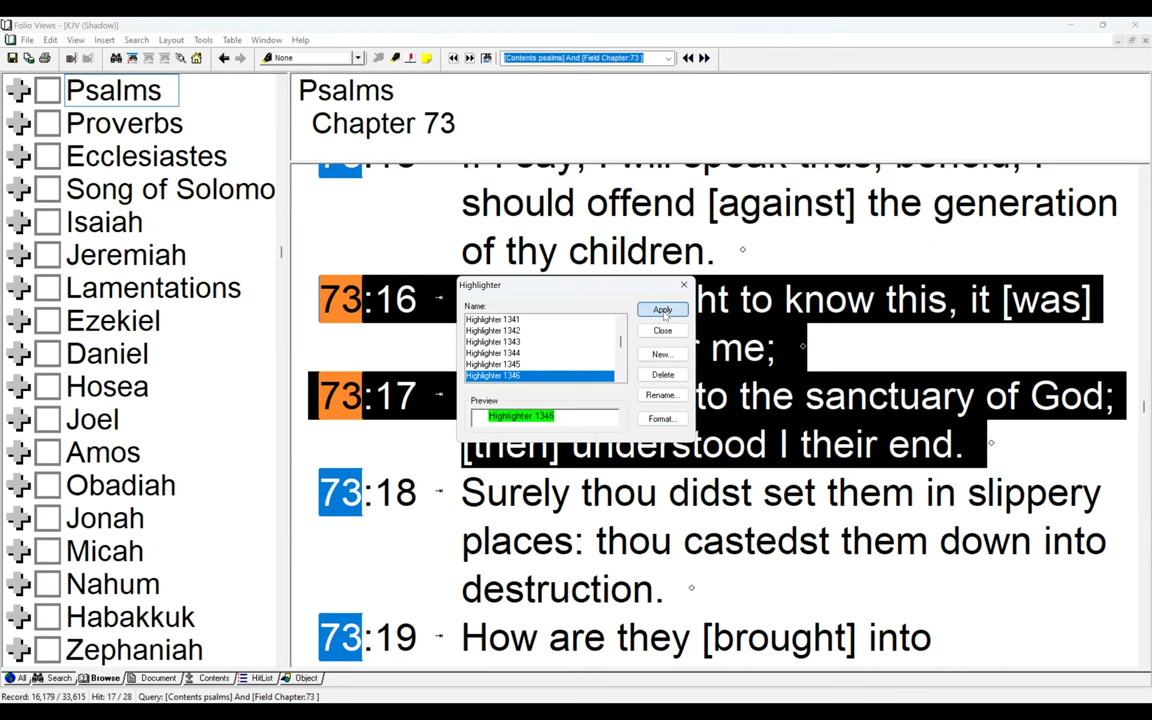 Folio Views - [KJV (Shadow)]
File Edit View Insert Search Layout Tools Table Window Help
None
[Contents psalms] And [Field Chapter:73 ]
Psalms
Proverbs
Ecclesiastes
Song of Solomo
Isaiah
Jeremiah
Lamentations
Ezekiel
Daniel
Hosea
Joel
Amos
Obadiah
Jonah
Micah
Nahum
Habakkuk
Zephaniah
Psalms
Chapter 73
If I say, I will speak thus; behold, I
should offend [against] the generation
of thy children.
73:16 ht to know this, it [was]
me;
73:17 to the sanctuary of God;
[then] understood I their end.
73:18 Surely thou didst set them in slippery
places: thou castedst them down into
destruction.
73:19 How are they [brought] into
Highlighter
Name:
Highlighter 1341
Highlighter 1342
Highlighter 1343
Highlighter 1344
Highlighter 1345
Highlighter 1346
Preview
Highlighter 1346
Apply
Close
New...
Delete
Rename...
Format...
All Search Browse Document Contents HitList Object
Record: 16,179 / 33,615 Hit: 17 / 28 Query: [Contents psalms] And [Field Chapter:73 ]